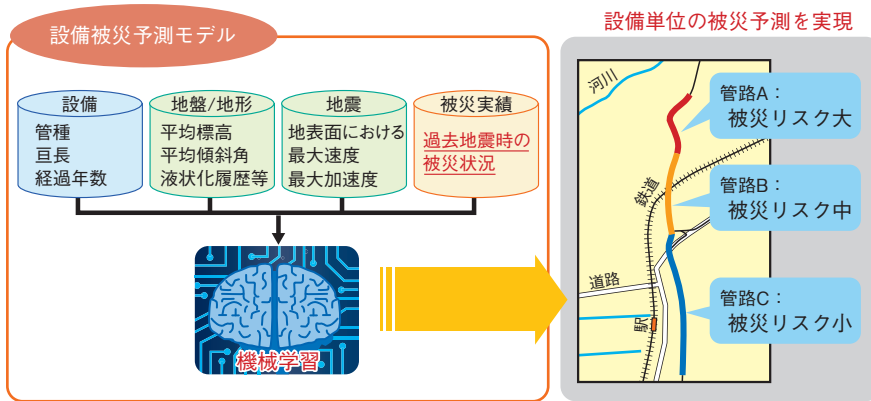 設備被災予測モデル
設備
管種
亘長
経過年数
地盤/地形
平均標高
平均傾斜角
液状化履歴等
地震
地表面における
最大速度
最大加速度
被災実績
過去地震時の
被災状況
機械学習
設備単位の被災予測を実現
河川
鉄道
道路
駅
管路A：
被災リスク大
管路B：
被災リスク中
管路C：
被災リスク小